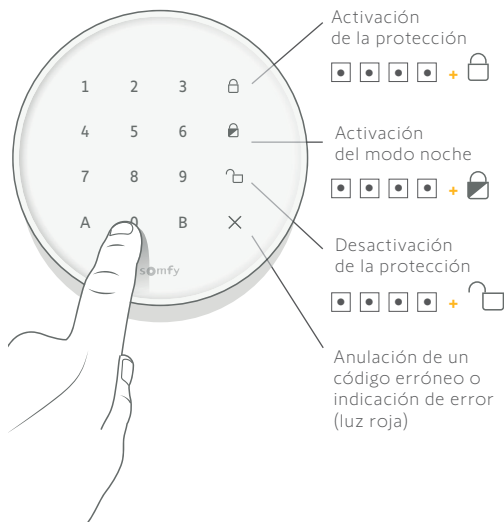 Activación
de la protección
+
1 2 3
4 5 6
Activación
del modo noche
+
7 8 9
Desactivación
de la protección
+
A 0 B
somfy
Anulación de un
código erróneo o
indicación de error
(luz roja)